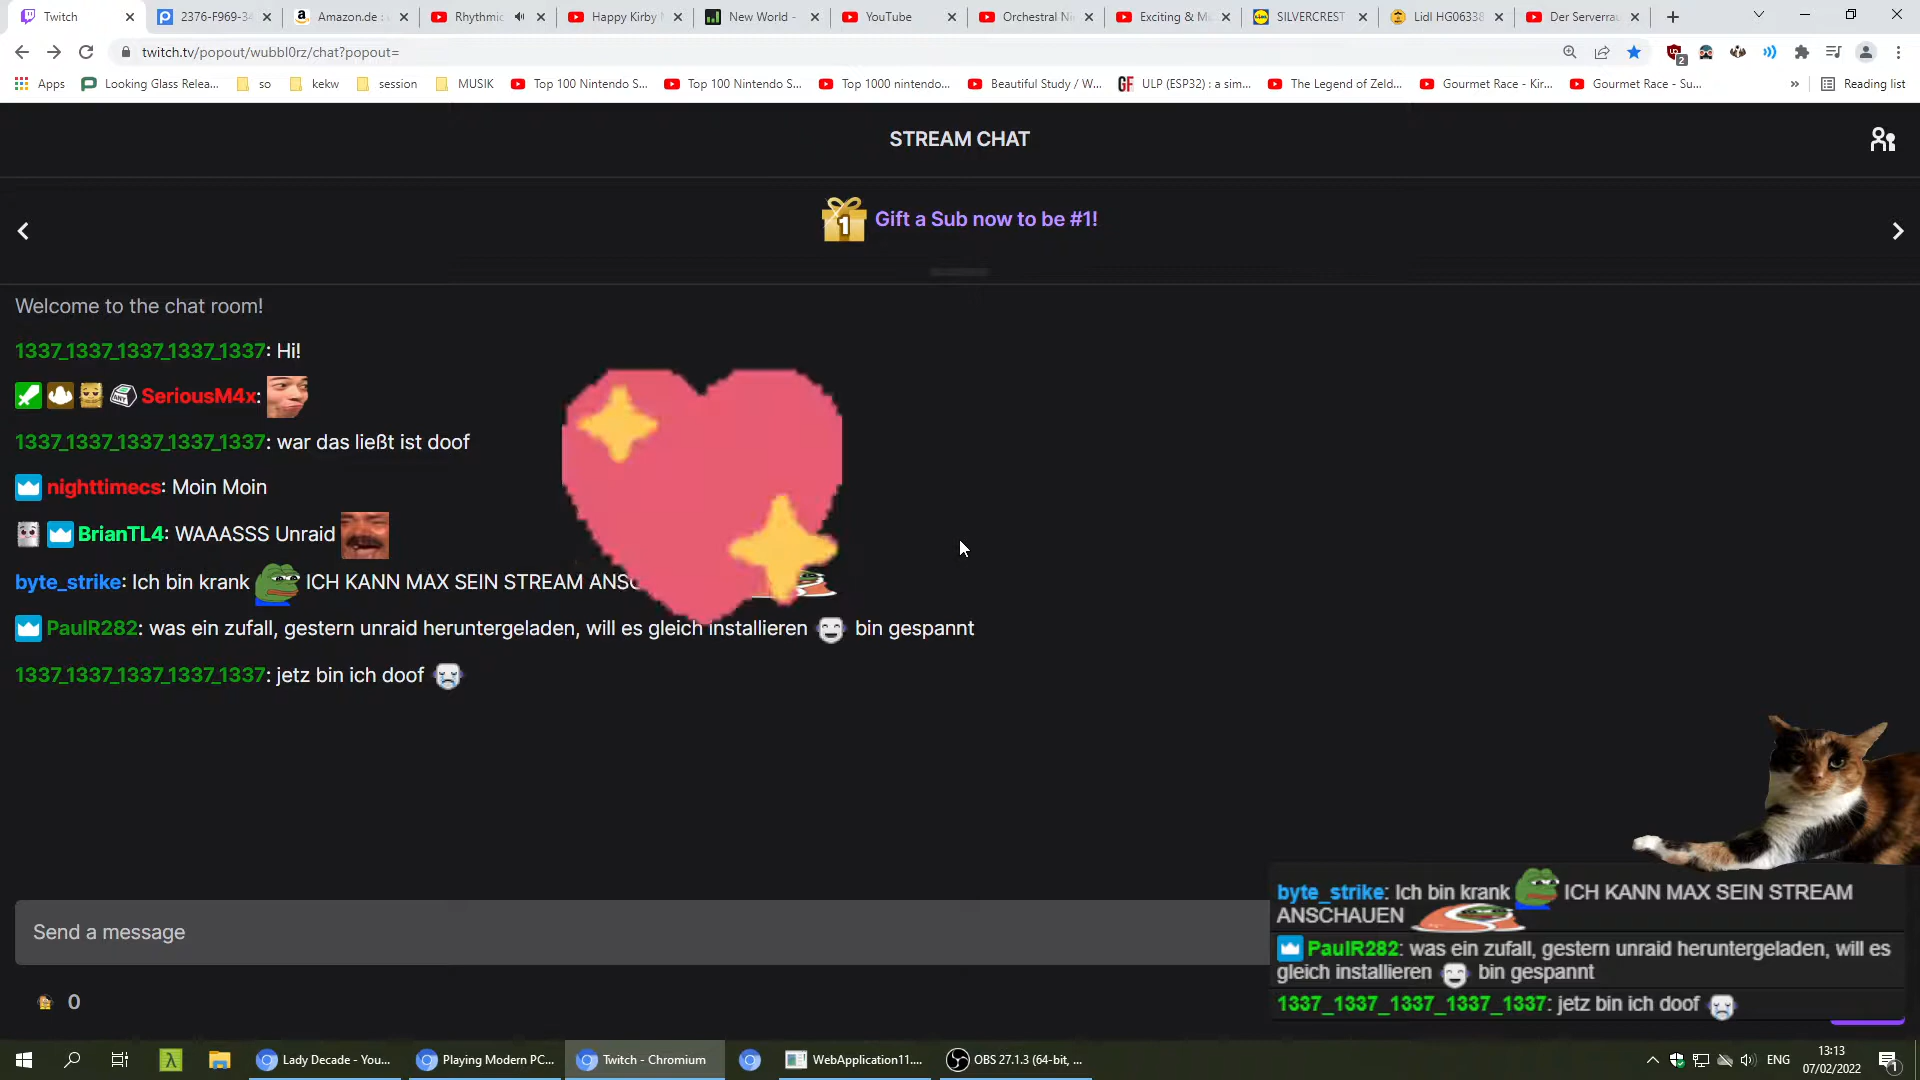 Twitch
2376-F969-34
Amazon.de :
Rhythmic
Happy Kirby
New World -
YouTube
Orchestral Ni
Exciting & M
SILVERCREST
Lidl HG06338
Der Serverrau
twitch.tv/popout/wubbl0rz/chat?popout=
2
Apps
Looking Glass Relea...
so
kekw
session
MUSIK
Top 100 Nintendo S...
Top 100 Nintendo S...
Top 1000 nintendo...
Beautiful Study / W...
GF
ULP (ESP32) : a sim...
The Legend of Zeld...
Gourmet Race - Kir...
Gourmet Race - Su...
»
Reading list
STREAM CHAT
1
Gift a Sub now to be #1!
Welcome to the chat room!
1337_1337_1337_1337_1337: Hi!
SeriousM4x:
1337_1337_1337_1337_1337: war das ließt ist doof
nighttimecs: Moin Moin
BrianTL4: WAAASSS Unraid
byte_strike: Ich bin krank ICH KANN MAX SEIN STREAM
PaulR282: was ein zufall, gestern unraid heruntergeladen, will es gleich installieren bin gespannt
1337_1337_1337_1337_1337: jetz bin ich doof
byte_strike: Ich bin krank ICH KANN MAX SEIN STREAM
ANSCHAUEN
PaulR282: was ein zufall, gestern unraid heruntergeladen, will es
gleich installieren bin gespannt
1337_1337_1337_1337_1337: jetz bin ich doof
Send a message
0
Lady Decade - You...
Playing Modern PC...
Twitch - Chromium
WebApplication11....
OBS 27.1.3 (64-bit, ...
ENG
13:13
07/02/2022
1